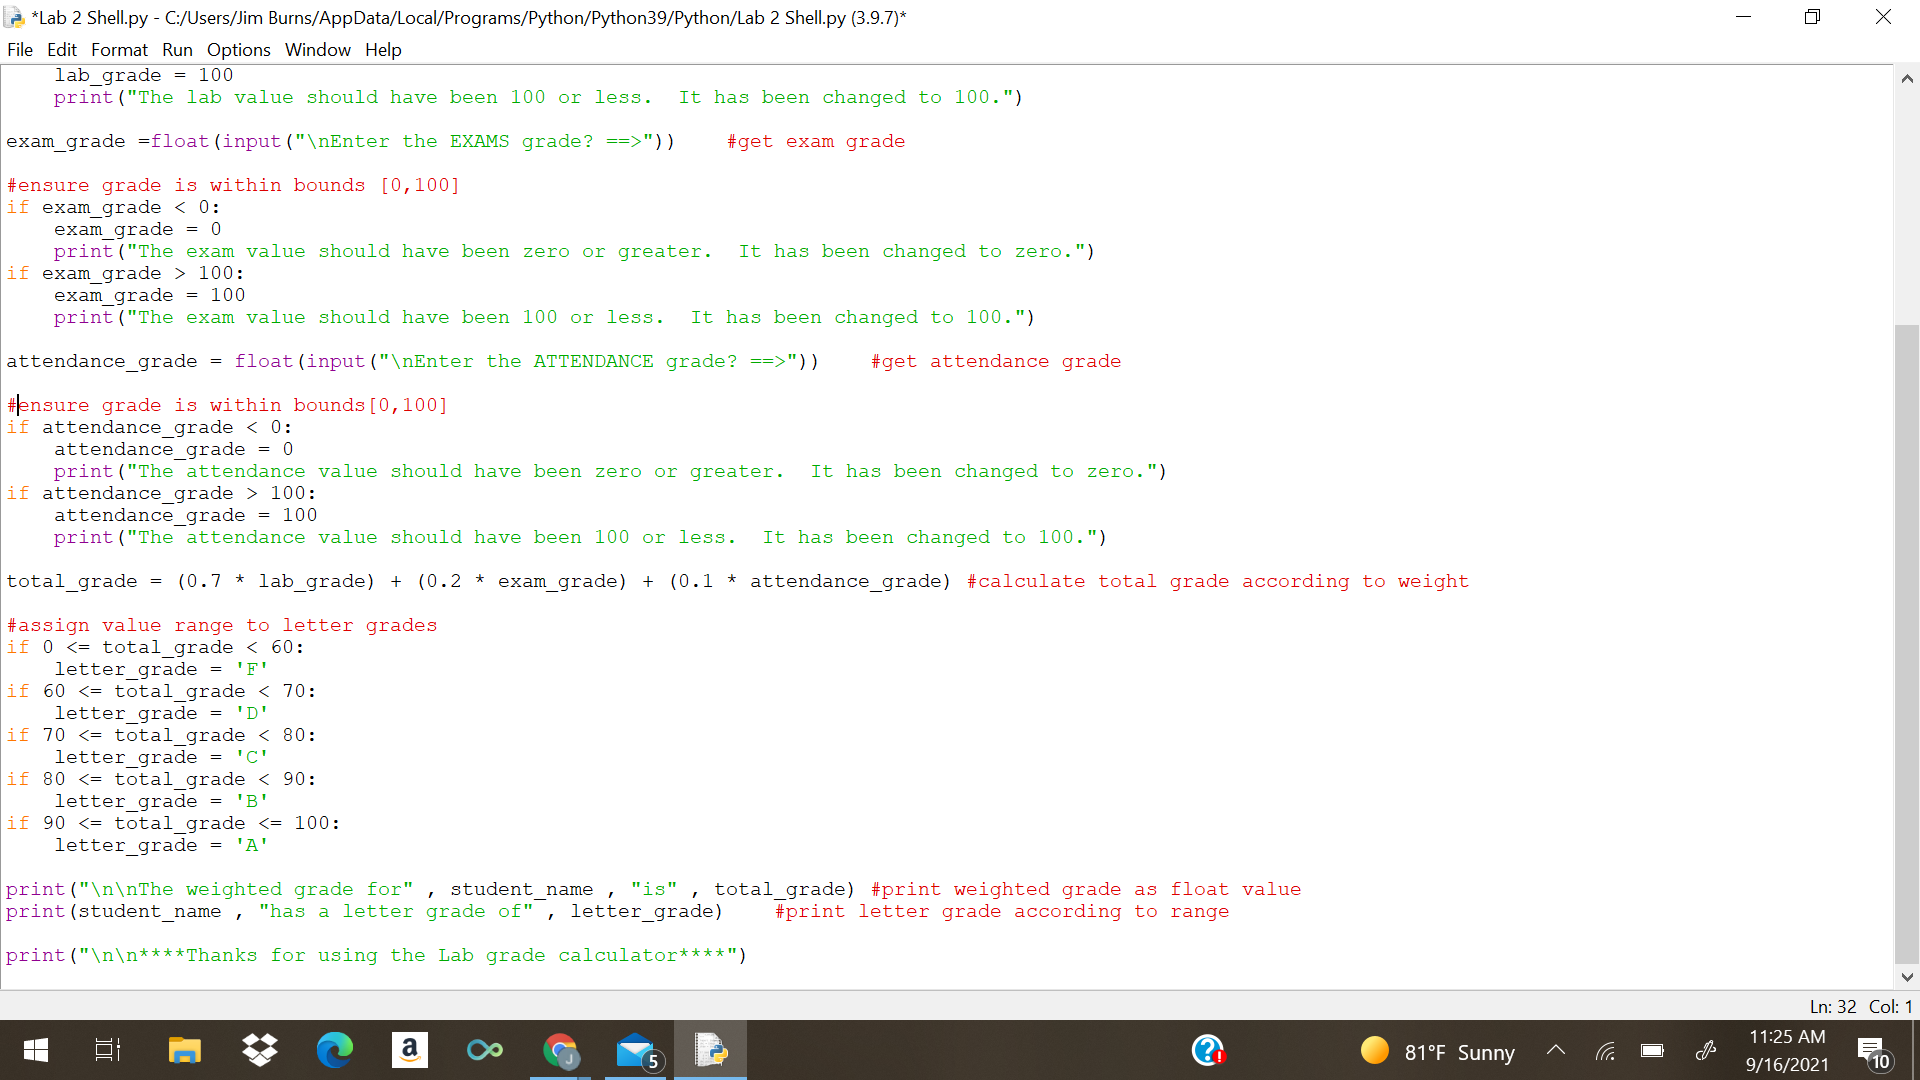 *Lab 2 Shell.py - C:/Users/Jim Burns/AppData/Local/Programs/Python/Python39/Python/Lab 2 Shell.py (3.9.7)*
File Edit Format Run Options Window Help
    lab_grade = 100
    print("The lab value should have been 100 or less.  It has been changed to 100.")

exam_grade =float(input("\nEnter the EXAMS grade? ==>"))    #get exam grade

#ensure grade is within bounds [0,100]
if exam_grade < 0:
    exam_grade = 0
    print("The exam value should have been zero or greater.  It has been changed to zero.")
if exam_grade > 100:
    exam_grade = 100
    print("The exam value should have been 100 or less.  It has been changed to 100.")

attendance_grade = float(input("\nEnter the ATTENDANCE grade? ==>"))    #get attendance grade

#ensure grade is within bounds[0,100]
if attendance_grade < 0:
    attendance_grade = 0
    print("The attendance value should have been zero or greater.  It has been changed to zero.")
if attendance_grade > 100:
    attendance_grade = 100
    print("The attendance value should have been 100 or less.  It has been changed to 100.")

total_grade = (0.7 * lab_grade) + (0.2 * exam_grade) + (0.1 * attendance_grade) #calculate total grade according to weight

#assign value range to letter grades
if 0 <= total_grade < 60:
    letter_grade = 'F'
if 60 <= total_grade < 70:
    letter_grade = 'D'
if 70 <= total_grade < 80:
    letter_grade = 'C'
if 80 <= total_grade < 90:
    letter_grade = 'B'
if 90 <= total_grade <= 100:
    letter_grade = 'A'

print("\n\nThe weighted grade for" , student_name , "is" , total_grade) #print weighted grade as float value
print(student_name , "has a letter grade of" , letter_grade)    #print letter grade according to range

print("\n\n****Thanks for using the Lab grade calculator****")
Ln: 32 Col: 1
a
J
5
?
!
81°F Sunny
11:25 AM
9/16/2021
10